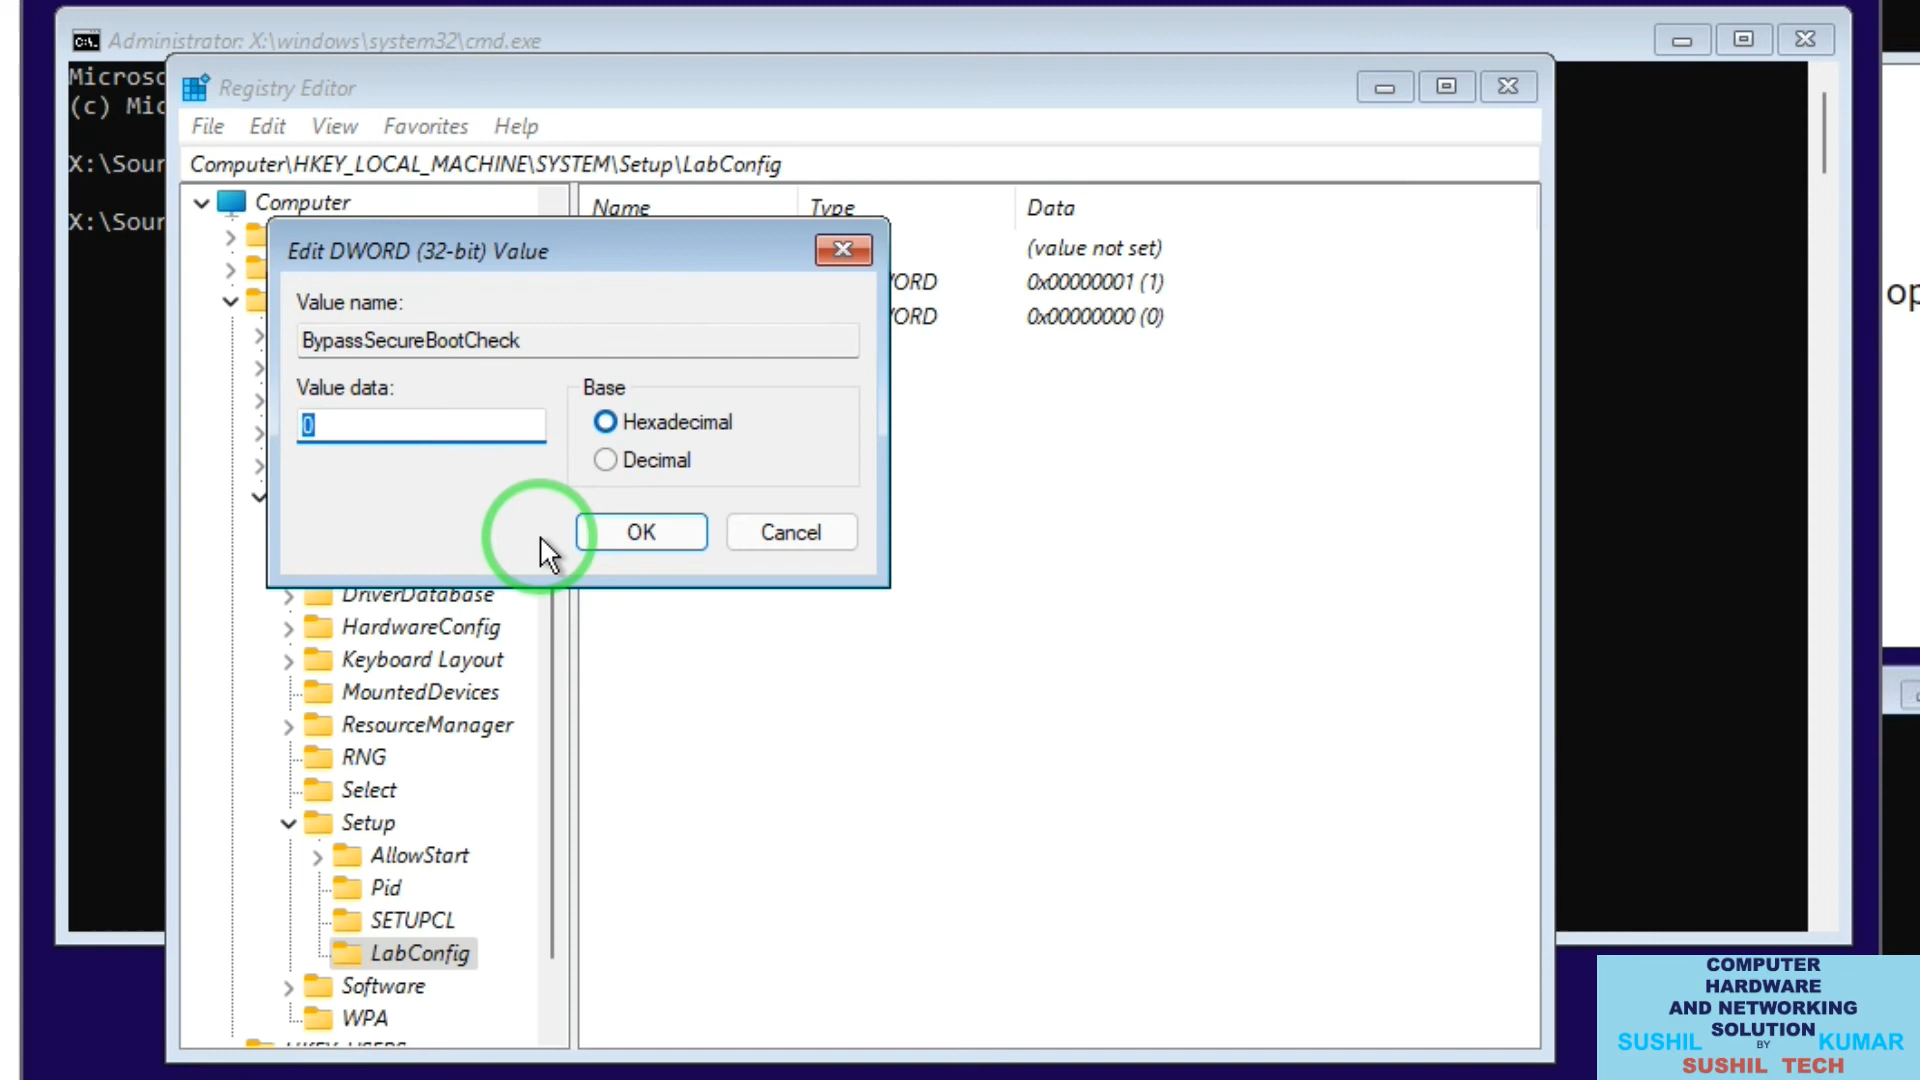 Administrator: X:\windows\system32\cmd.exe
Microso
(c) Mic
X:\Sour
X:\Sour
Registry Editor
File Edit View Favorites Help
Computer\HKEY_LOCAL_MACHINE\SYSTEM\Setup\LabConfig
Computer
Name Type Data
(value not set)
ORD 0x00000001 (1)
ORD 0x00000000 (0)
Edit DWORD (32-bit) Value
Value name:
BypassSecureBootCheck
Value data:
0
Base
Hexadecimal
Decimal
OK Cancel
DriverDatabase
HardwareConfig
Keyboard Layout
MountedDevices
ResourceManager
RNG
Select
Setup
AllowStart
Pid
SETUPCL
LabConfig
Software
WPA
op
COMPUTER
HARDWARE
AND NETWORKING
SOLUTION
SUSHIL BY KUMAR
SUSHIL TECH